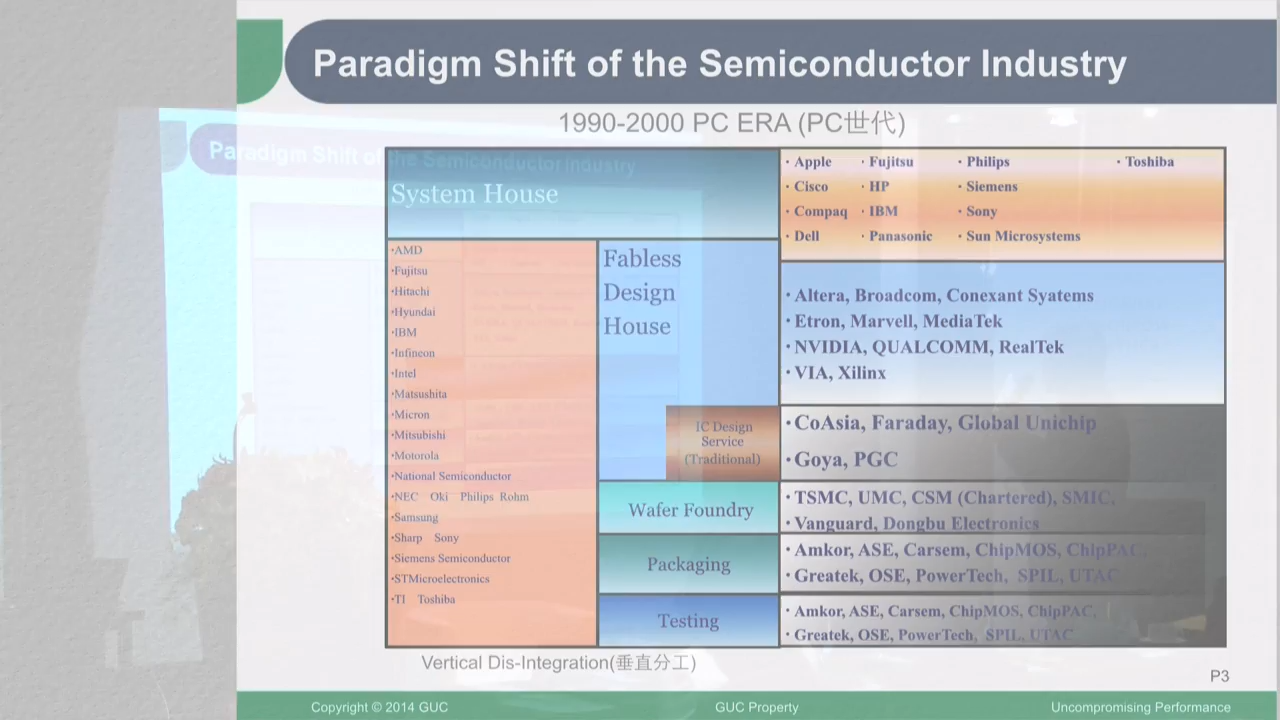 Paradigm Shift of the Semiconductor Industry
1990-2000 PC ERA (PC世代)
Paradigm Shift of the Semiconductor Industry
System House
· Apple · Fujitsu · Philips · Toshiba
· Cisco · HP · Siemens
· Compaq · IBM · Sony
· Dell · Panasonic · Sun Microsystems
·AMD
·Fujitsu
·Hitachi
·Hyundai
·IBM
·Infineon
·Intel
·Matsushita
·Micron
·Mitsubishi
·Motorola
·National Semiconductor
·NEC Oki Philips Rohm
·Samsung
·Sharp Sony
·Siemens Semiconductor
·STMicroelectronics
·TI Toshiba
Fabless
Design
House
· Altera, Broadcom, Conexant Syatems
· Etron, Marvell, MediaTek
· NVIDIA, QUALCOMM, RealTek
· VIA, Xilinx
IC Design
Service
(Traditional)
· CoAsia, Faraday, Global Unichip
· Goya, PGC
Wafer Foundry
· TSMC, UMC, CSM (Chartered), SMIC,
· Vanguard, Dongbu Electronics
Packaging
· Amkor, ASE, Carsem, ChipMOS, ChipPAC,
· Greatek, OSE, PowerTech, SPIL, UTAC
Testing
· Amkor, ASE, Carsem, ChipMOS, ChipPAC,
· Greatek, OSE, PowerTech, SPIL, UTAC
Vertical Dis-Integration(垂直分工)
P3
Copyright © 2014 GUC GUC Property Uncompromising Performance